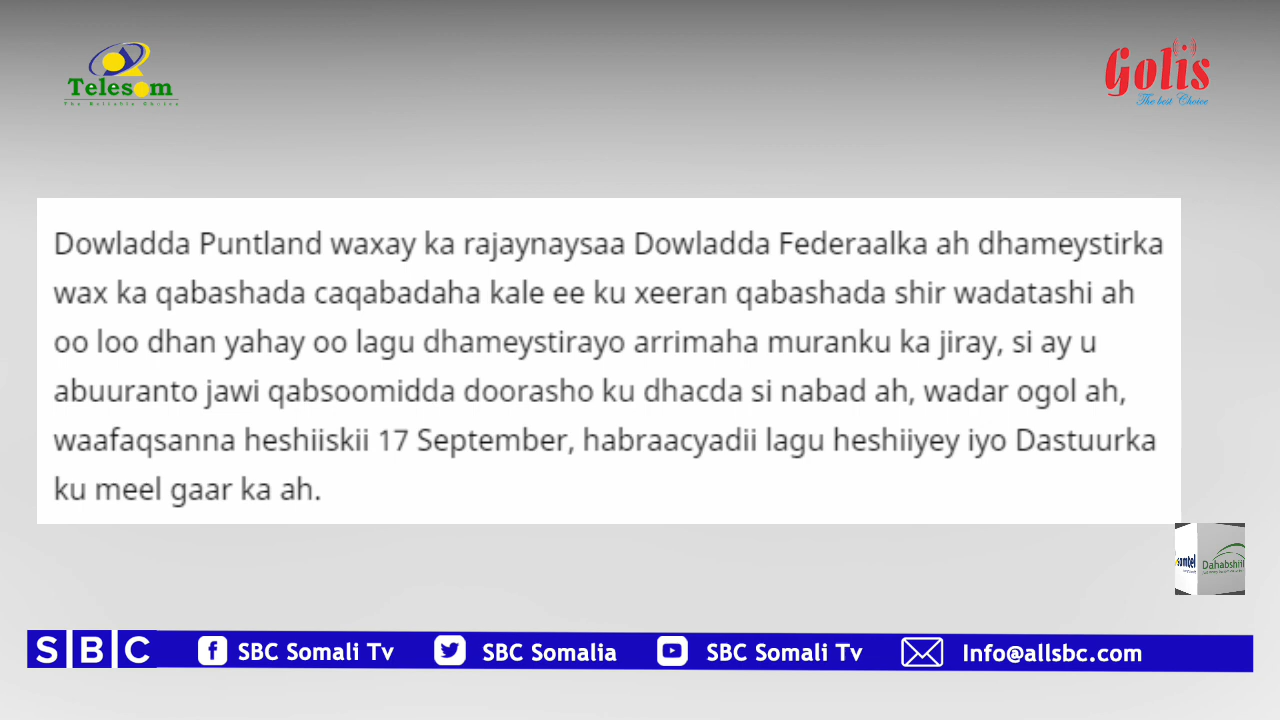 Telesom
The Reliable Choice
Golis
The best Choice
Dowladda Puntland waxay ka rajaynaysaa Dowladda Federaalka ah dhameystirka
wax ka qabashada caqabadaha kale ee ku xeeran qabashada shir wadatashi ah
oo loo dhan yahay oo lagu dhameystirayo arrimaha muranku ka jiray, si ay u
abuuranto jawi qabsoomidda doorasho ku dhacda si nabad ah, wadar ogol ah,
waafaqsanna heshiiskii 17 September, habraacyadii lagu heshiiyey iyo Dastuurka
ku meel gaar ka ah.
somtel
Dahabshiil
SBC
SBC Somali Tv
SBC Somalia
SBC Somali Tv
Info@allsbc.com